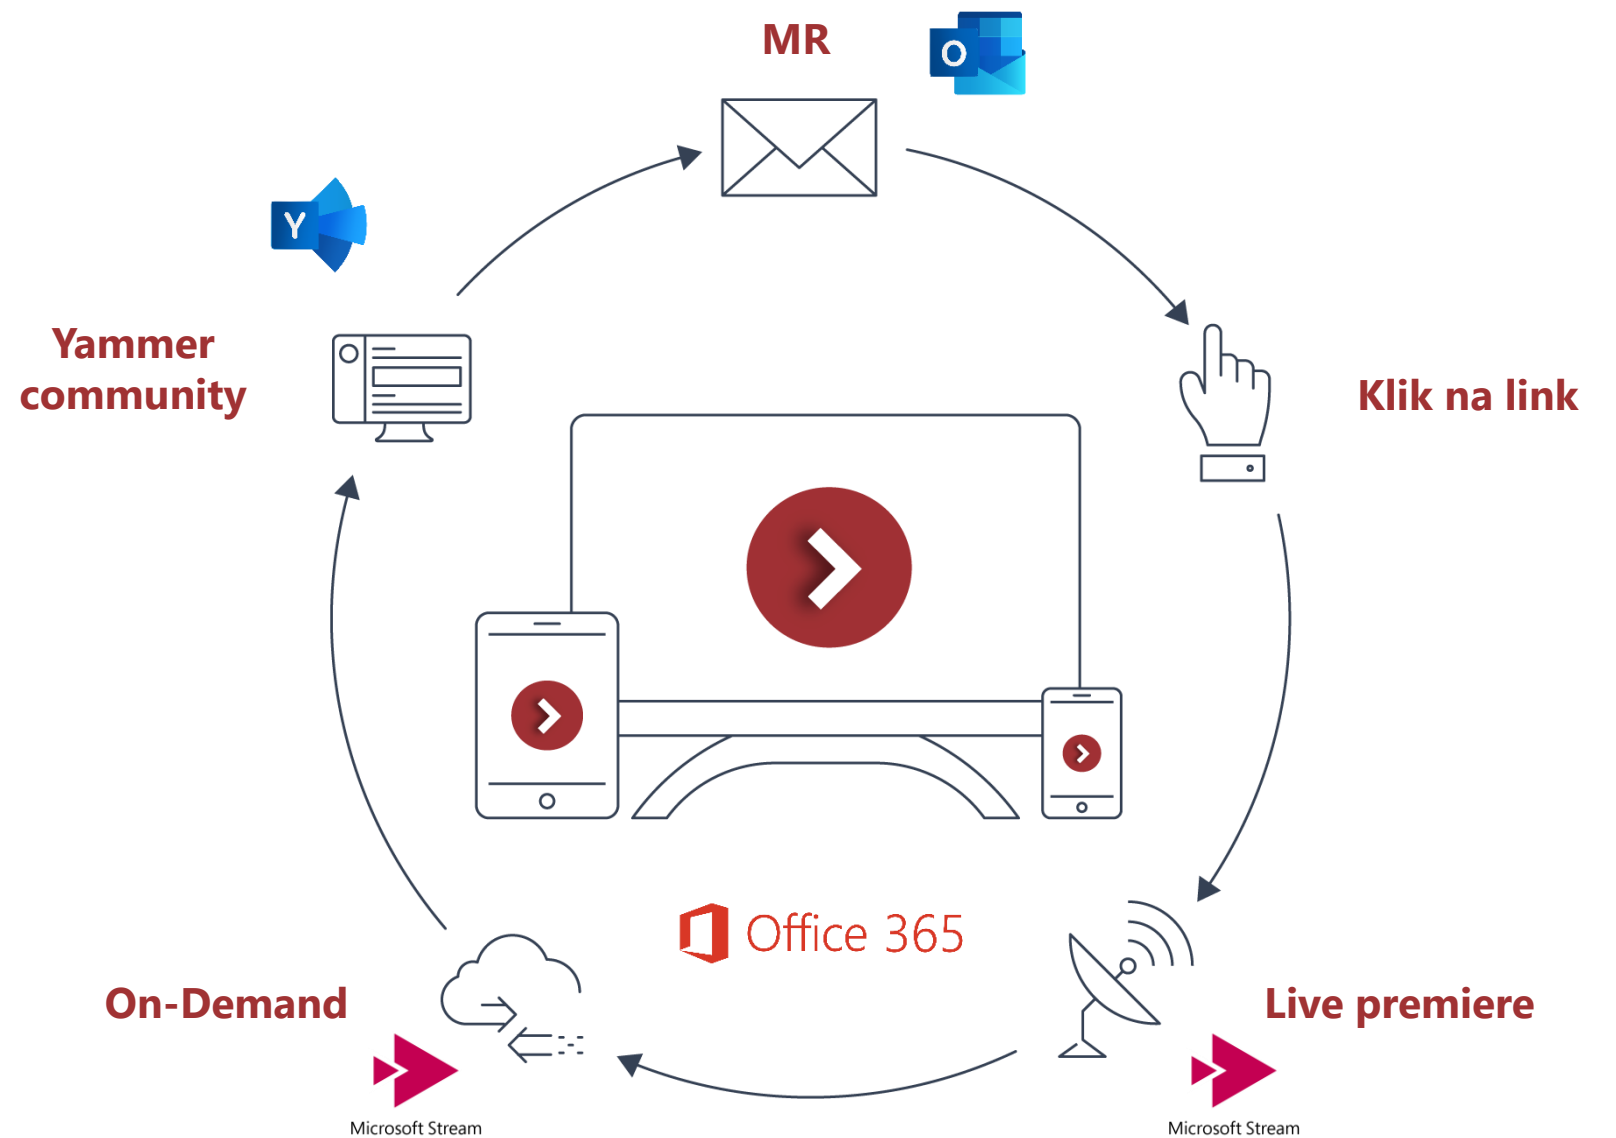 MR
O
Y
Yammer
community
Klik na link
Office 365
On-Demand
Live premiere
Microsoft Stream
Microsoft Stream